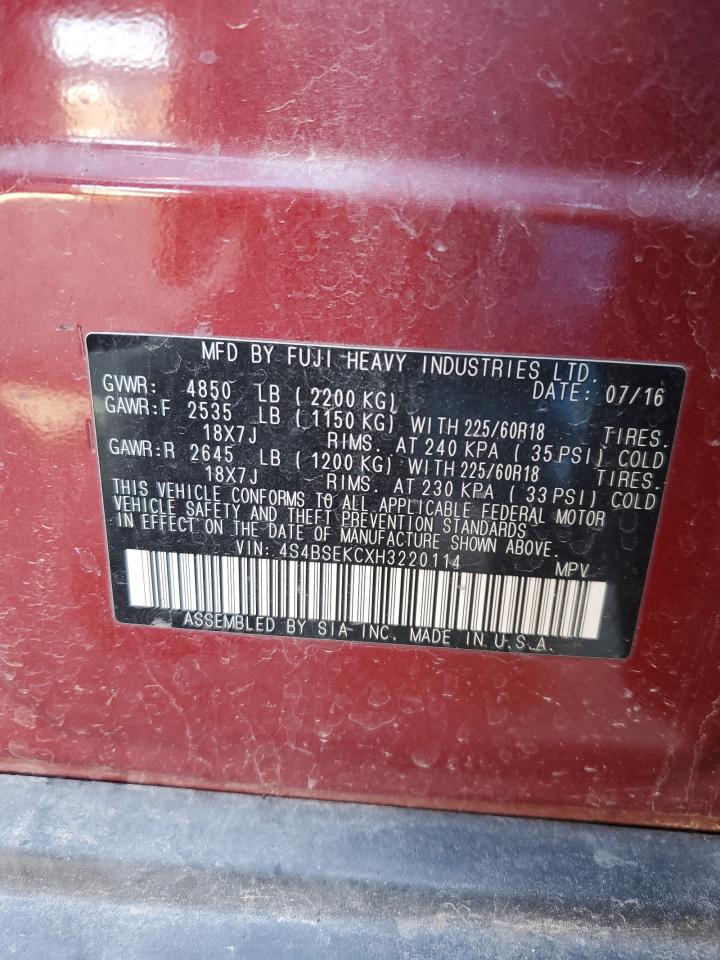 MFD BY FUJI HEAVY INDUSTRIES LTD.
GVWR: 4850 LB (2200 KG) DATE: 07/16
GAWR:F 2535 LB (1150 KG) WITH 225/60R18 TIRES.
18X7J RIMS. AT 240 KPA (35 PSI) COLD
GAWR:R 2645 LB (1200 KG) WITH 225/60R18 TIRES.
18X7J RIMS. AT 230 KPA (33 PSI) COLD
THIS VEHICLE CONFORMS TO ALL APPLICABLE FEDERAL MOTOR
VEHICLE SAFETY AND THEFT PREVENTION STANDARDS
IN EFFECT ON THE DATE OF MANUFACTURE SHOWN ABOVE.
VIN: 4S4BSEKCXH3220114 MPV
ASSEMBLED BY SIA INC. MADE IN U.S.A.